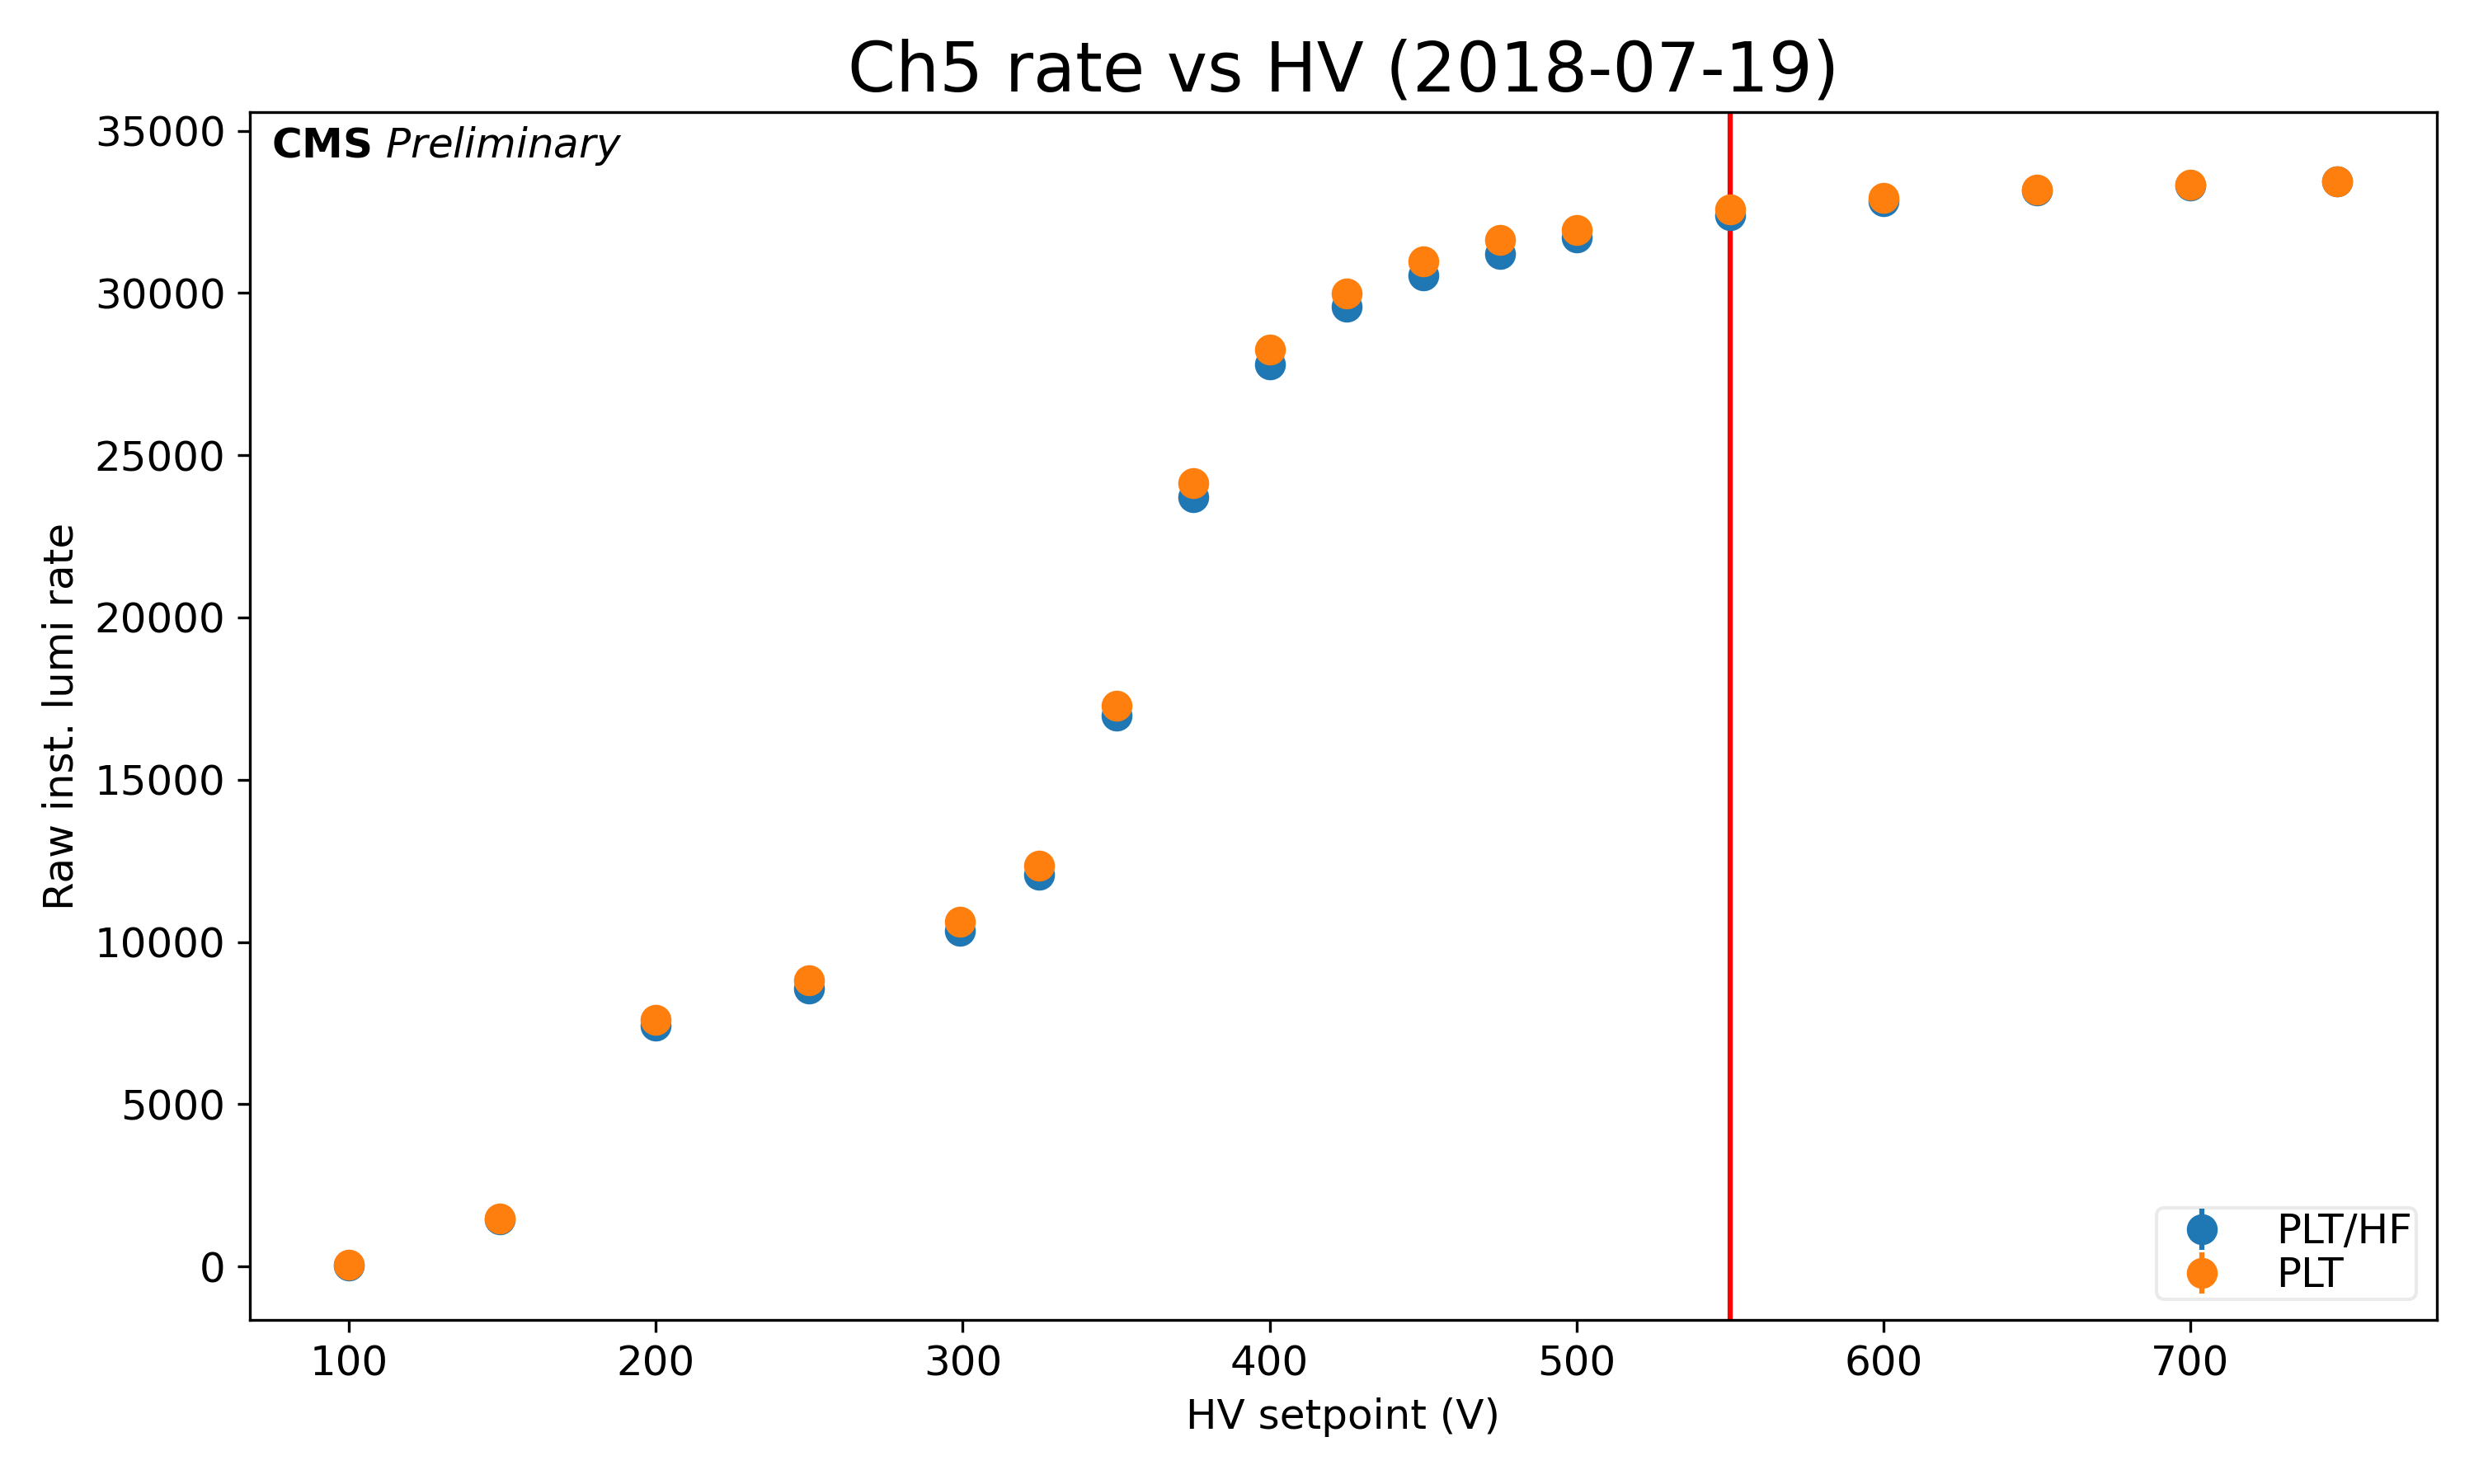 Ch5 rate vs HV (2018-07-19)
CMS Preliminary
35000
30000
25000
20000
15000
10000
5000
0
Raw inst. lumi rate
100 200 300 400 500 600 700
HV setpoint (V)
PLT/HF
PLT